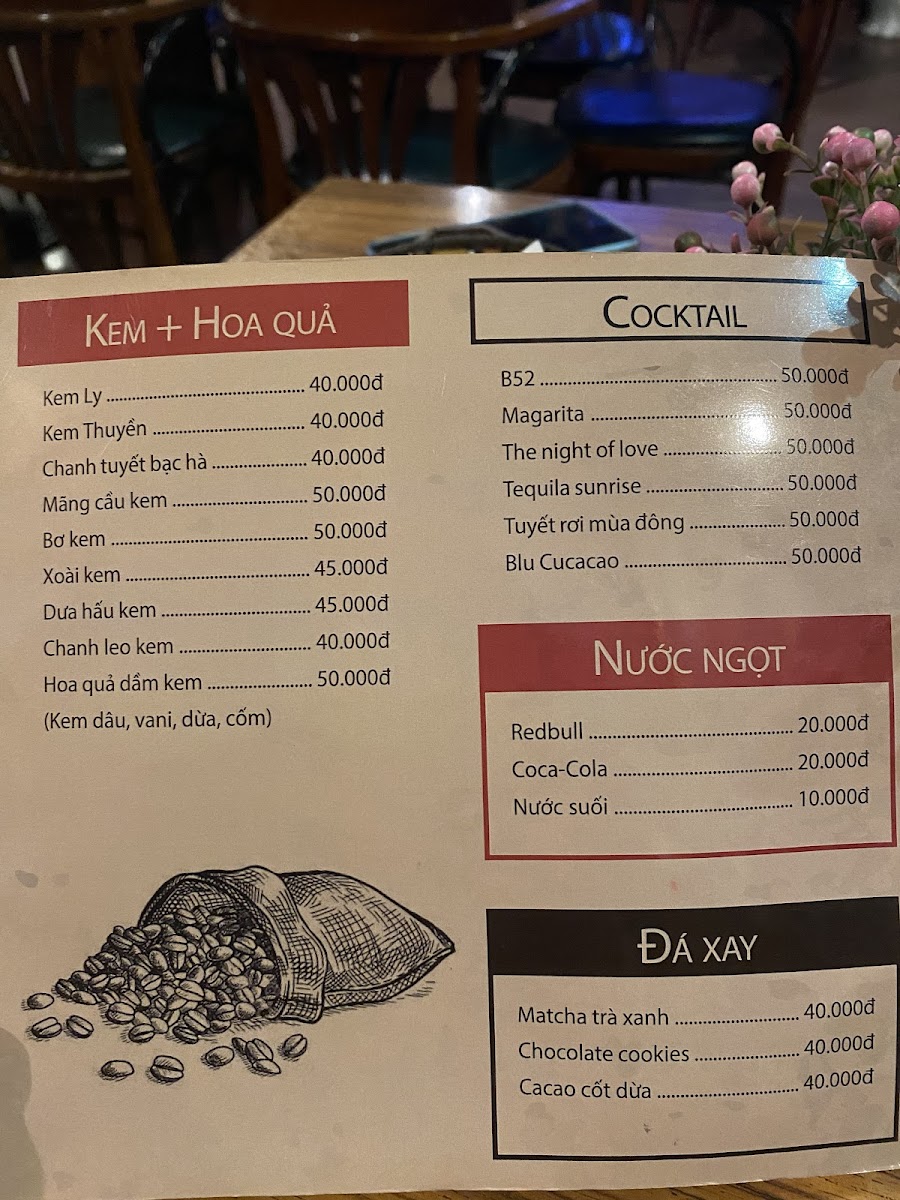 KEM + HOA QUẢ
Kem Ly ........................................ 40.000đ
Kem Thuyền ............................... 40.000đ
Chanh tuyết bạc hà ................... 40.000đ
Mãng cầu kem ........................... 50.000đ
Bơ kem ........................................ 50.000đ
Xoài kem ..................................... 45.000đ
Dưa hấu kem .............................. 45.000đ
Chanh leo kem ........................... 40.000đ
Hoa quả dầm kem ..................... 50.000đ
(Kem dâu, vani, dừa, cốm)
COCKTAIL
B52 ................................................ 50.000đ
Magarita ...................................... 50.000đ
The night of love ........................ 50.000đ
Tequila sunrise ............................ 50.000đ
Tuyết rơi mùa đông ................... 50.000đ
Blu Cucacao ................................. 50.000đ
NƯỚC NGỌT
Redbull ......................................... 20.000đ
Coca-Cola .................................... 20.000đ
Nước suối .................................... 10.000đ
ĐÁ XAY
Matcha trà xanh ......................... 40.000đ
Chocolate cookies ..................... 40.000đ
Cacao cốt dừa ............................. 40.000đ